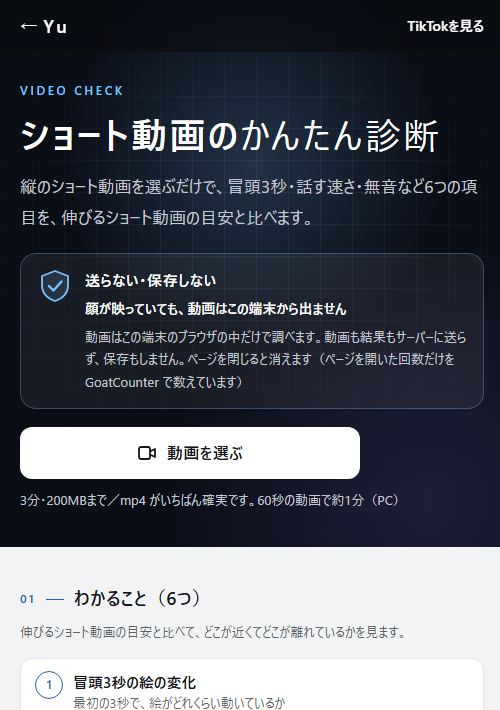 ← Yu
TikTokを見る
VIDEO CHECK
ショート動画のかんたん診断
縦のショート動画を選ぶだけで、冒頭3秒・話す速さ・無音など6つの項
目を、伸びるショート動画の目安と比べます。
送らない・保存しない
顔が映っていても、動画はこの端末から出ません
動画はこの端末のブラウザの中だけで調べます。動画も結果もサーバーに送ら
ず、保存もしません。ページを閉じると消えます（ページを開いた回数だけを
GoatCounter で数えています）
動画を選ぶ
3分・200MBまで／mp4 がいちばん確実です。60秒の動画で約1分（PC）
01 — わかること（6つ）
伸びるショート動画の目安と比べて、どこが近くてどこが離れているかを見ます。
1 冒頭3秒の絵の変化
最初の3秒で、絵がどれくらい動いているか